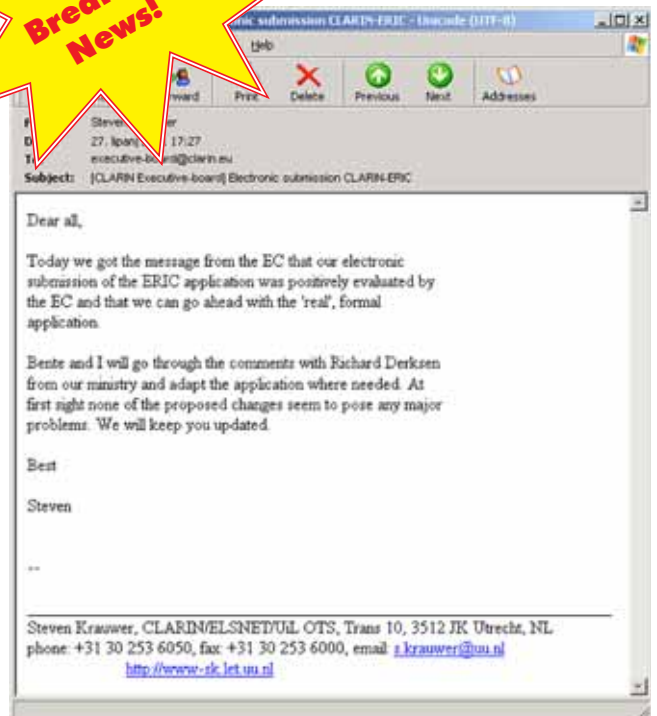 News!
submission CLARIN-ERIC - Unicode (UTF-8)
Help
Print Delete Previous Next Addresses
27. lipanj 17:27
executive-board@clarin.eu
Subject: [CLARIN Executive-board] Electronic submission CLARIN-ERIC
Dear all,
Today we got the message from the EC that our electronic
submission of the ERIC application was positively evaluated by
the EC and that we can go ahead with the 'real', formal
application.
Bente and I will go through the comments with Richard Derksen
from our ministry and adapt the application where needed. At
first sight none of the proposed changes seem to pose any major
problems. We will keep you updated.
Best
Steven
--
Steven Krauwer, CLARIN/ELSNET/UiL OTS, Trans 10, 3512 JK Utrecht, NL
phone: +31 30 253 6050, fax: +31 30 253 6000, email: s.krauwer@uu.nl
http://www-sk.let.uu.nl